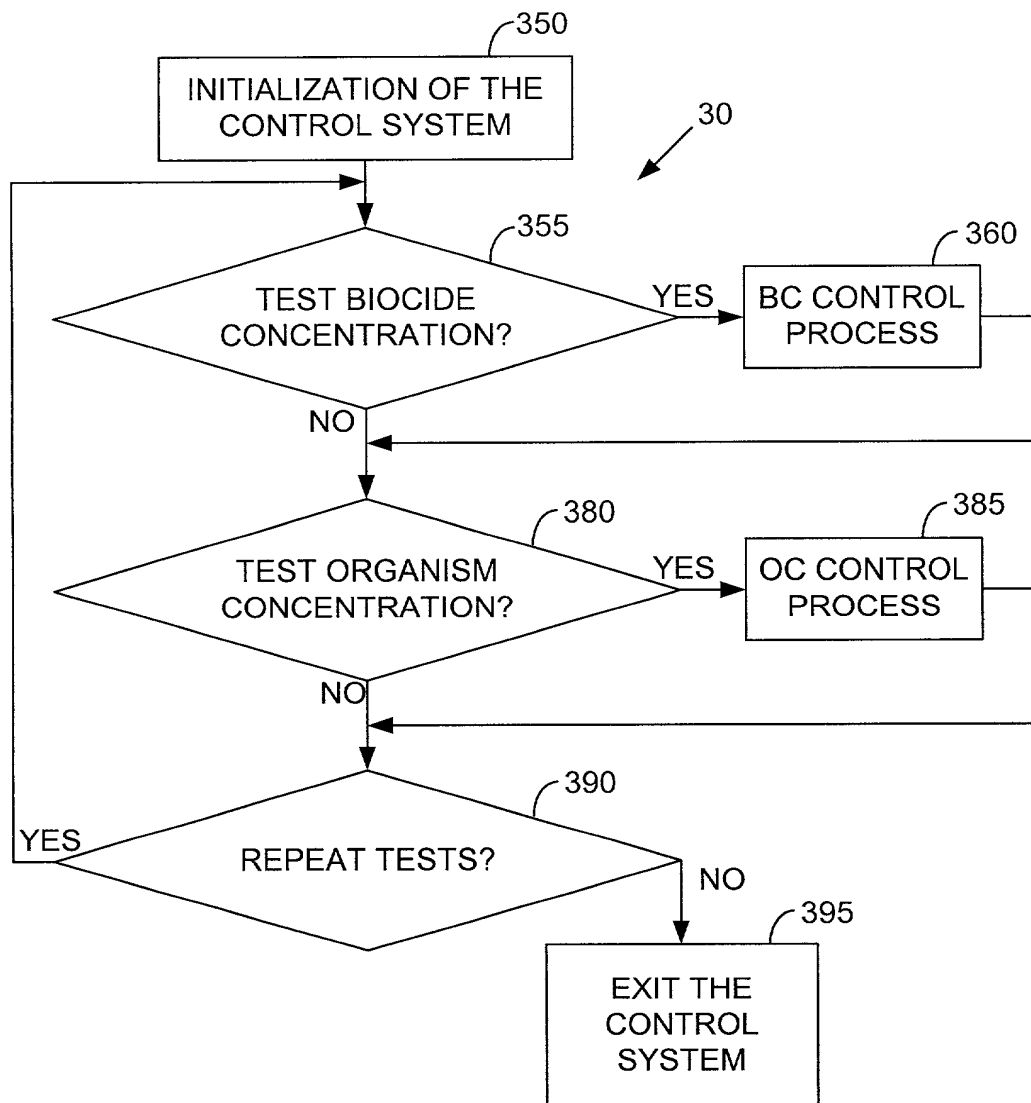 350
INITIALIZATION OF THE
CONTROL SYSTEM
30
355
TEST BIOCIDE
CONCENTRATION?
YES
360
BC CONTROL
PROCESS
NO
380
TEST ORGANISM
CONCENTRATION?
YES
385
OC CONTROL
PROCESS
NO
390
REPEAT TESTS?
YES
NO
395
EXIT THE
CONTROL
SYSTEM